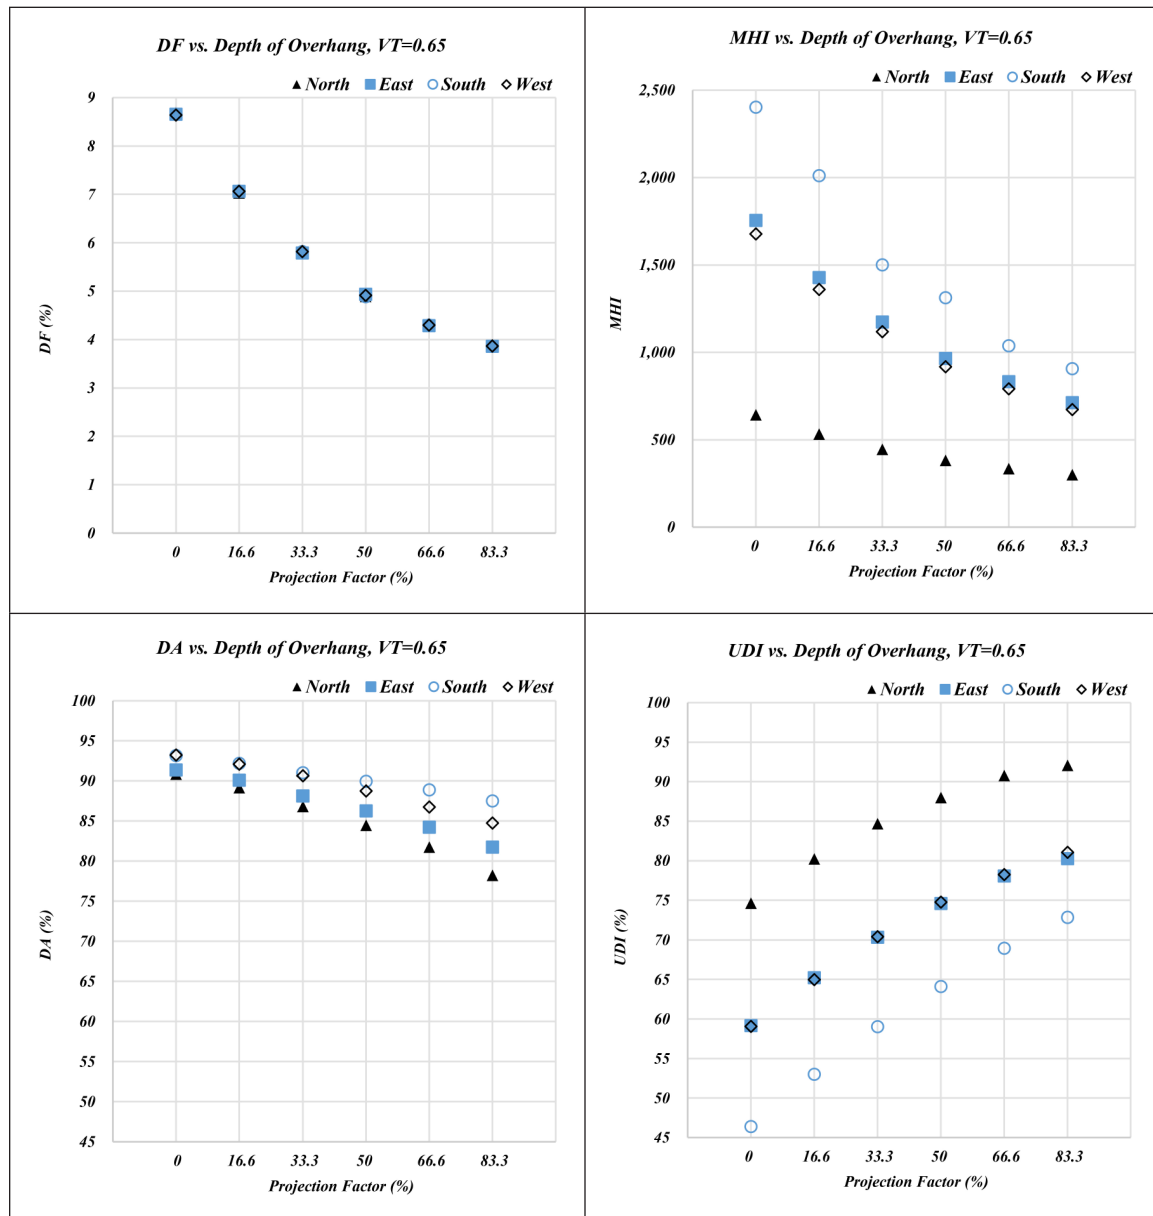 DF vs. Depth of Overhang, VT=0.65
North East South West
9
8
7
6
5
4
3
2
1
0
DF (%)
0 16.6 33.3 50 66.6 83.3
Projection Factor (%)
MHI vs. Depth of Overhang, VT=0.65
North East South West
2,500
2,000
1,500
1,000
500
0
MHI
0 16.6 33.3 50 66.6 83.3
Projection Factor (%)
DA vs. Depth of Overhang, VT=0.65
North East South West
100
95
90
85
80
75
70
65
60
55
50
45
DA (%)
0 16.6 33.3 50 66.6 83.3
Projection Factor (%)
UDI vs. Depth of Overhang, VT=0.65
North East South West
100
95
90
85
80
75
70
65
60
55
50
45
UDI (%)
0 16.6 33.3 50 66.6 83.3
Projection Factor (%)